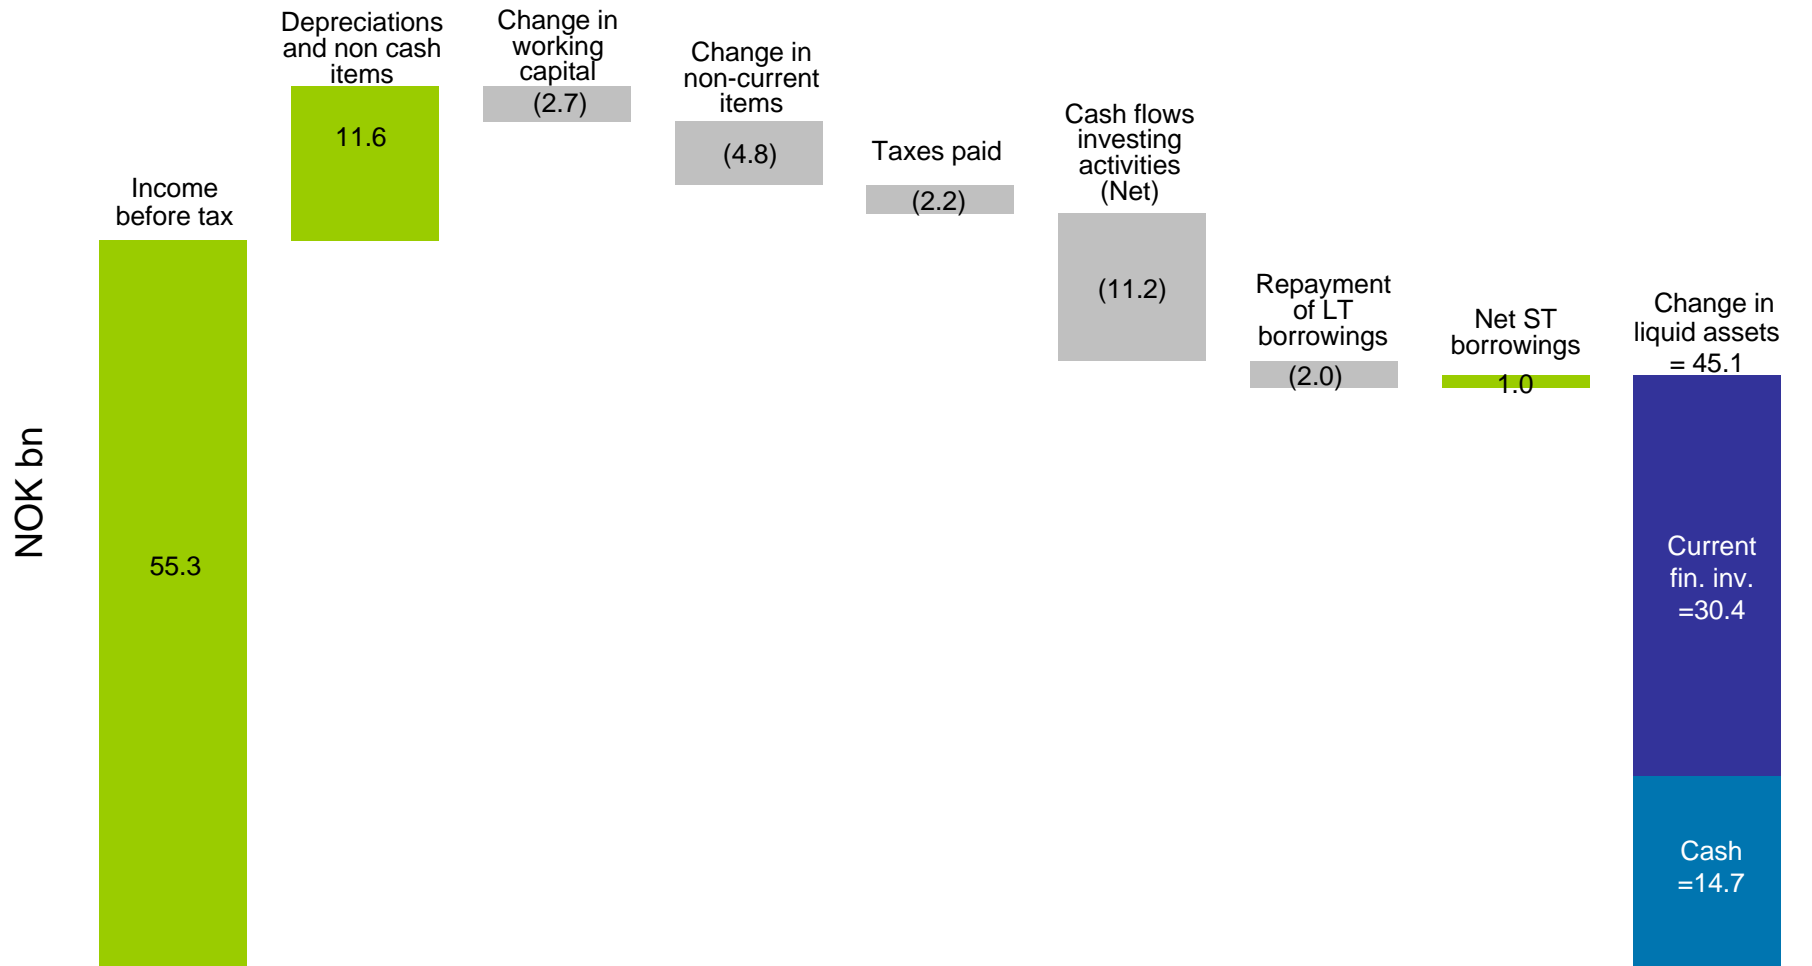 NOK bn
Income
before tax
55.3
Depreciations
and non cash
items
11.6
Change in
working
capital
(2.7)
Change in
non-current
items
(4.8)
Taxes paid
(2.2)
Cash flows
investing
activities
(Net)
(11.2)
Repayment
of LT
borrowings
(2.0)
Net ST
borrowings
1.0
Change in
liquid assets
= 45.1
Current
fin. inv.
=30.4
Cash
=14.7